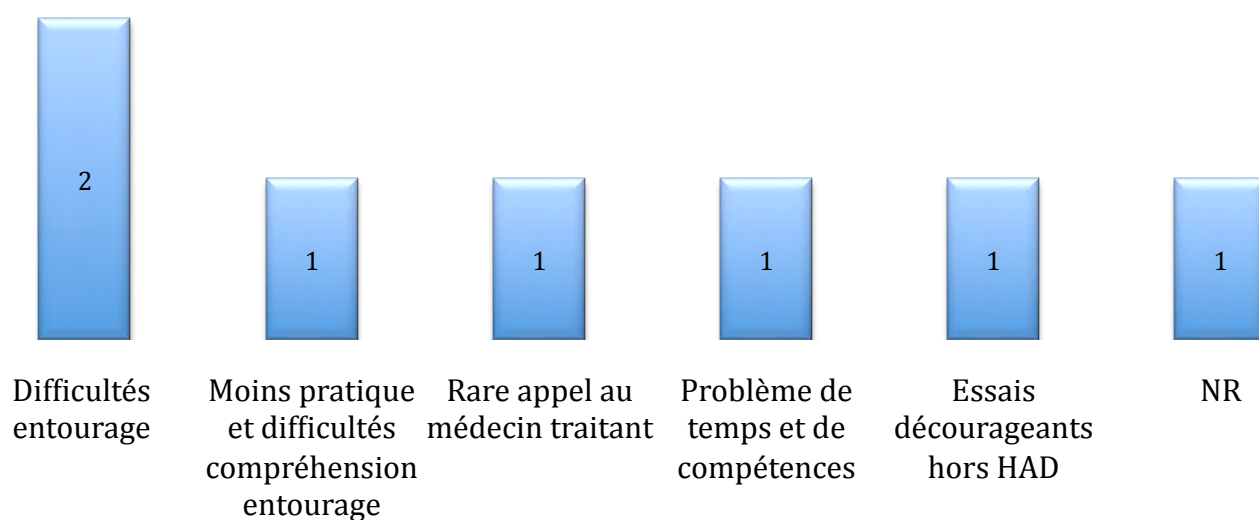 2
1
1
1
1
1
Difficultés
entourage
Moins pratique
et difficultés
compréhension
entourage
Rare appel au
médecin traitant
Problème de
temps et de
compétences
Essais
décourageants
hors HAD
NR